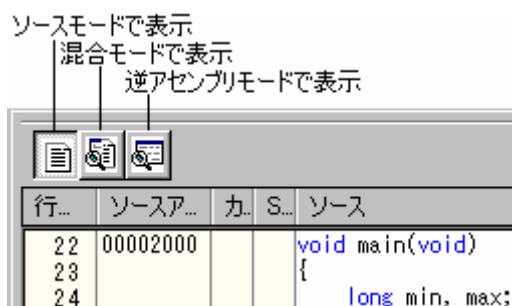 ソースモードで表示
混合モードで表示
逆アセンブリモードで表示
行... ソースア... カ.. S... ソース
22 00002000 void main(void)
23 {
24 long min, max;